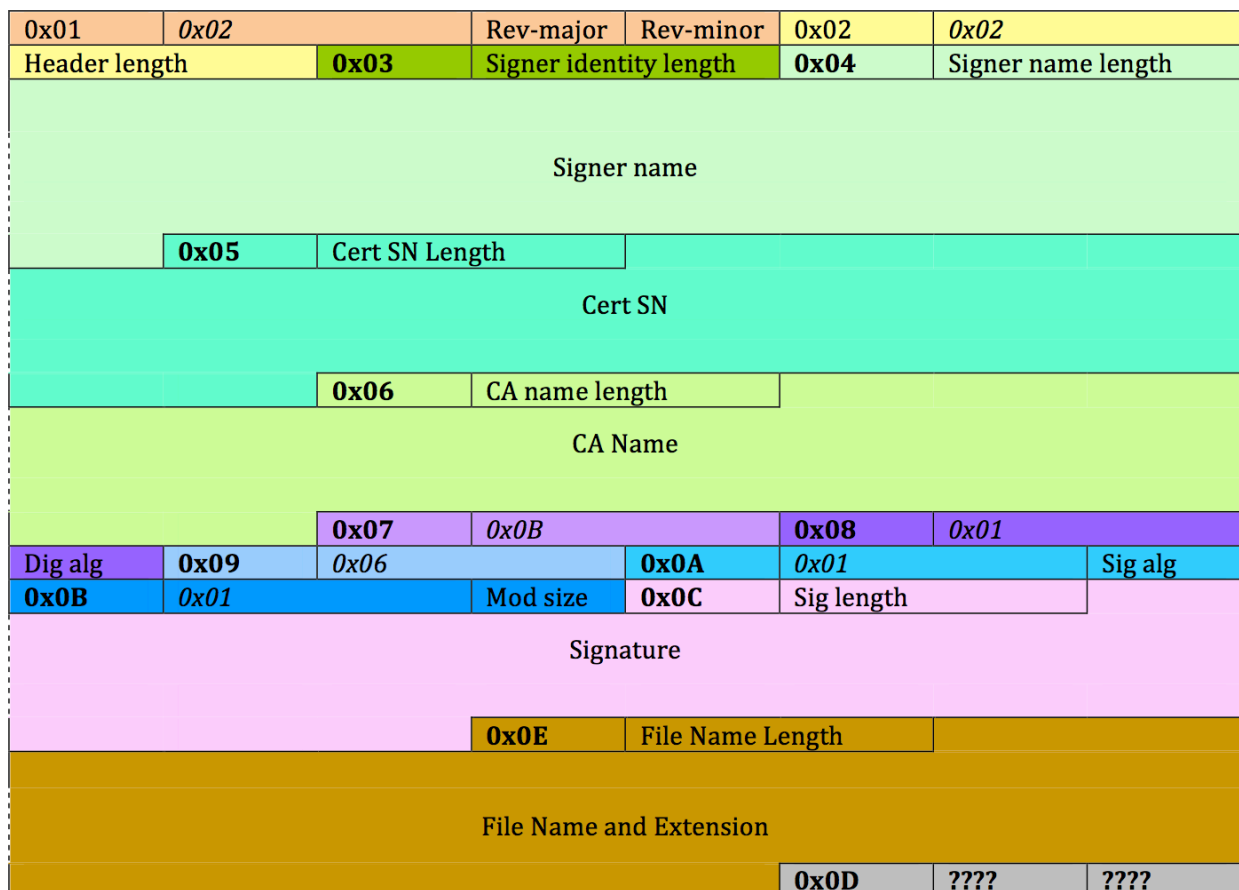 0x01 0x02 Rev-major Rev-minor 0x02 0x02
Header length 0x03 Signer identity length 0x04 Signer name length
Signer name
0x05 Cert SN Length
Cert SN
0x06 CA name length
CA Name
0x07 0x0B 0x08 0x01
Dig alg 0x09 0x06 0x0A 0x01 Sig alg
0x0B 0x01 Mod size 0x0C Sig length
Signature
0x0E File Name Length
File Name and Extension
0x0D ???? ????